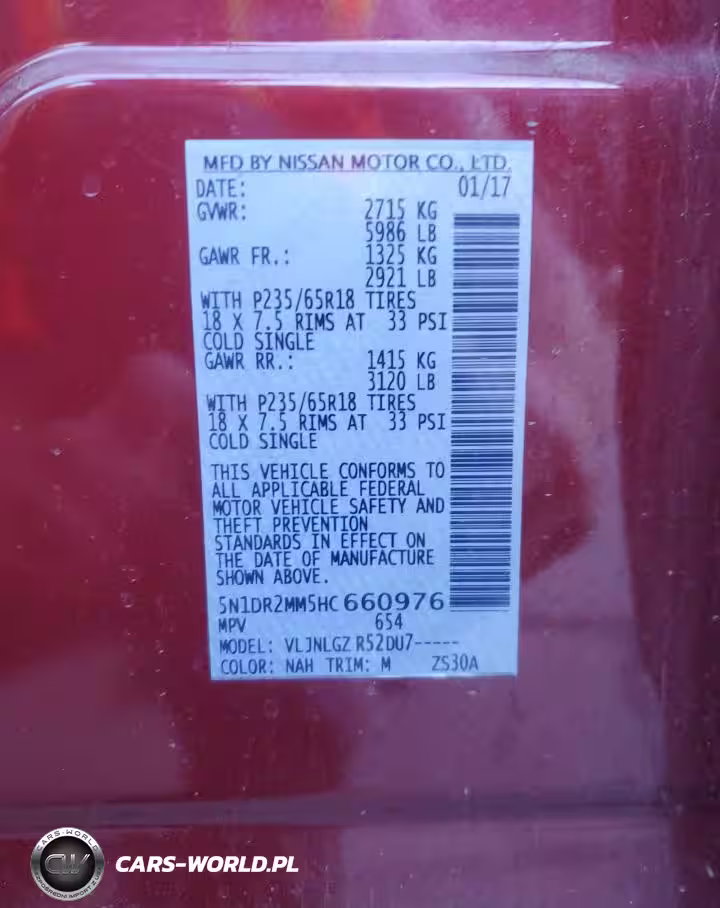 MFD BY NISSAN MOTOR CO., LTD.
DATE: 01/17
GVWR: 2715 KG
5986 LB
GAWR FR.: 1325 KG
2921 LB
WITH P235/65R18 TIRES
18 X 7.5 RIMS AT 33 PSI
COLD SINGLE
GAWR RR.: 1415 KG
3120 LB
WITH P235/65R18 TIRES
18 X 7.5 RIMS AT 33 PSI
COLD SINGLE
THIS VEHICLE CONFORMS TO
ALL APPLICABLE FEDERAL
MOTOR VEHICLE SAFETY AND
THEFT PREVENTION
STANDARDS IN EFFECT ON
THE DATE OF MANUFACTURE
SHOWN ABOVE.
5N1DR2MM5HC660976
MPV 654
MODEL: VLJNLGZ R52DU7-----
COLOR: NAH TRIM: M ZS30A
CARS-WORLD
CW
CARS-WORLD.PL